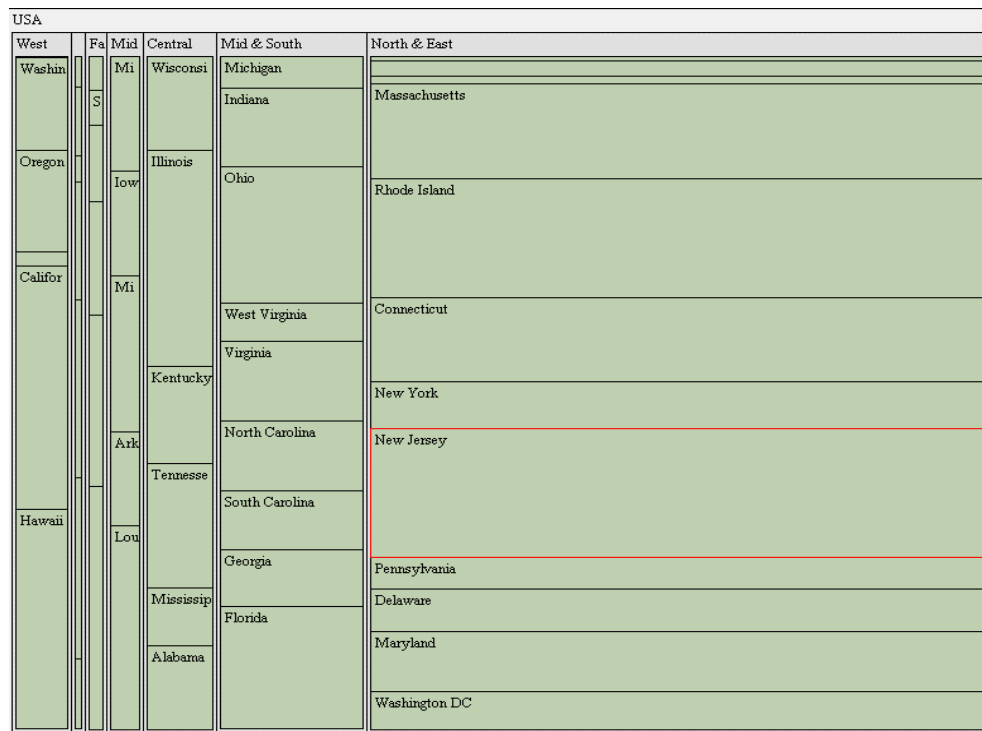 USA
West
Fa
Mid
Central
Mid & South
North & East
Washin
Oregon
Califor
Hawaii
S
Mi
Iow
Mi
Ark
Lou
Wisconsi
Illinois
Kentucky
Tennesse
Mississip
Alabama
Michigan
Indiana
Ohio
West Virginia
Virginia
North Carolina
South Carolina
Georgia
Florida
Massachusetts
Rhode Island
Connecticut
New York
New Jersey
Pennsylvania
Delaware
Maryland
Washington DC